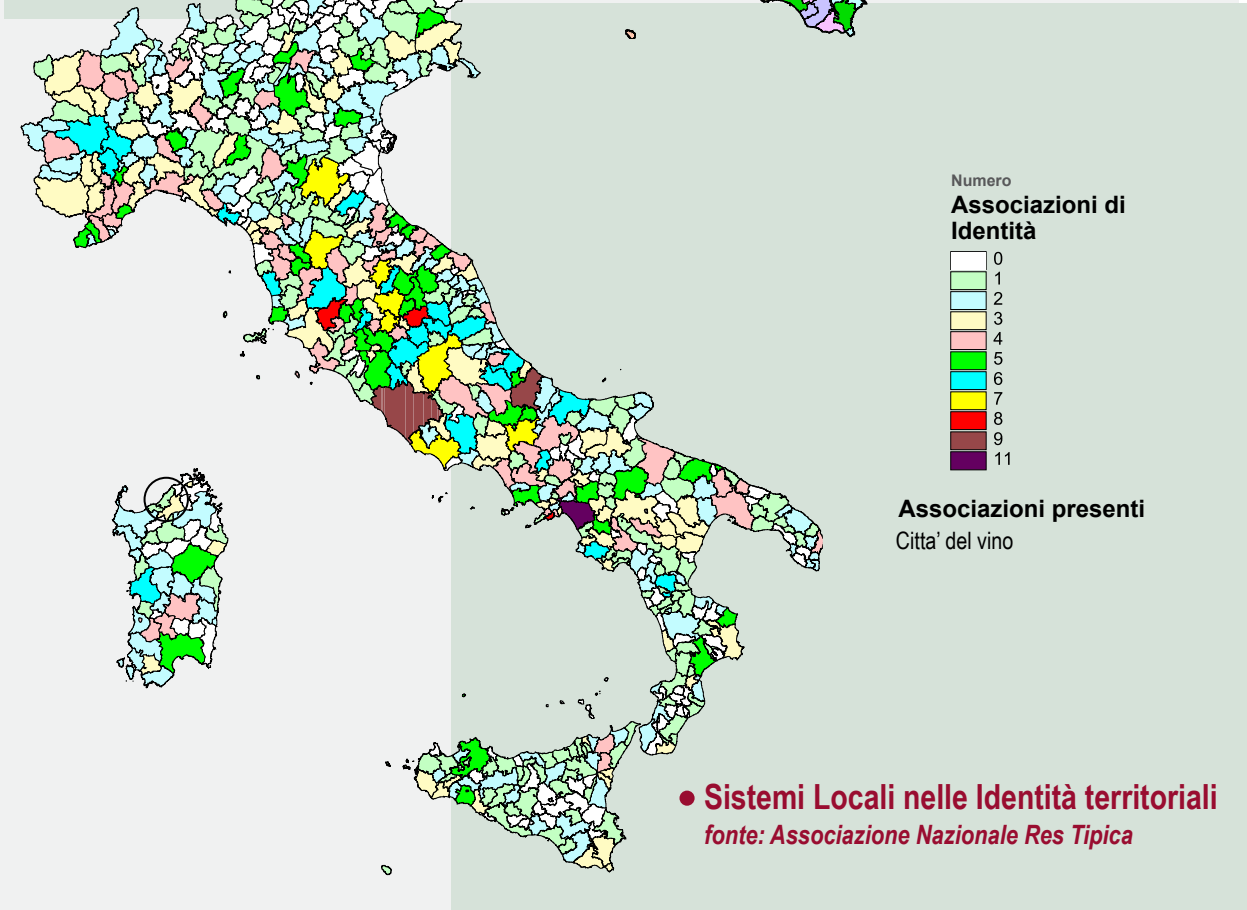 Numero
Associazioni di
Identità
0
1
2
3
4
5
6
7
8
9
11
Associazioni presenti
Citta' del vino
• Sistemi Locali nelle Identità territoriali
fonte: Associazione Nazionale Res Tipica